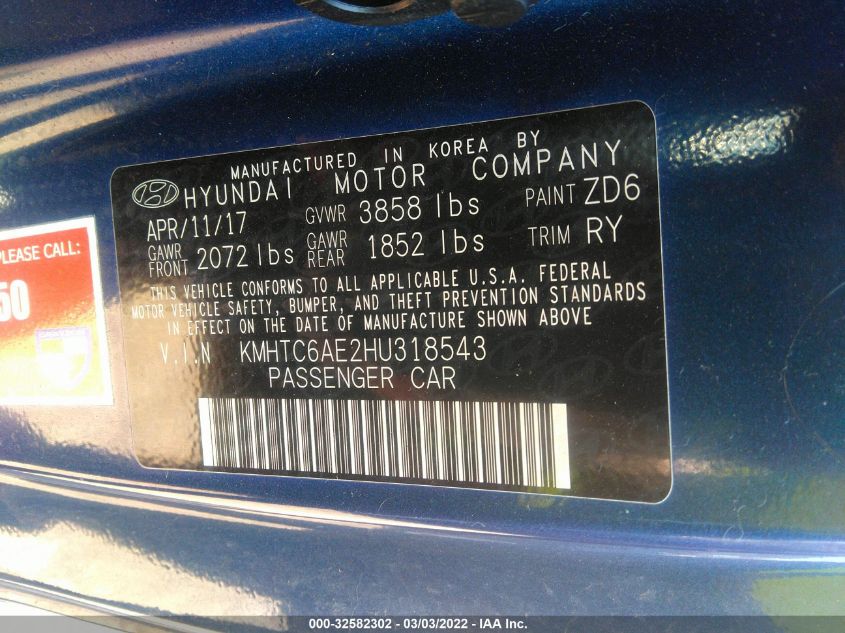 MANUFACTURED IN KOREA BY
HYUNDAI MOTOR COMPANY
APR/11/17 GVWR 3858 lbs PAINT ZD6
GAWR FRONT 2072 lbs GAWR REAR 1852 lbs TRIM RY
THIS VEHICLE CONFORMS TO ALL APPLICABLE U.S.A. FEDERAL
MOTOR VEHICLE SAFETY, BUMPER, AND THEFT PREVENTION STANDARDS
IN EFFECT ON THE DATE OF MANUFACTURE SHOWN ABOVE
V.I.N KMHTC6AE2HU318543
PASSENGER CAR
PLEASE CALL:
50
000-32582302 - 03/03/2022 - IAA Inc.